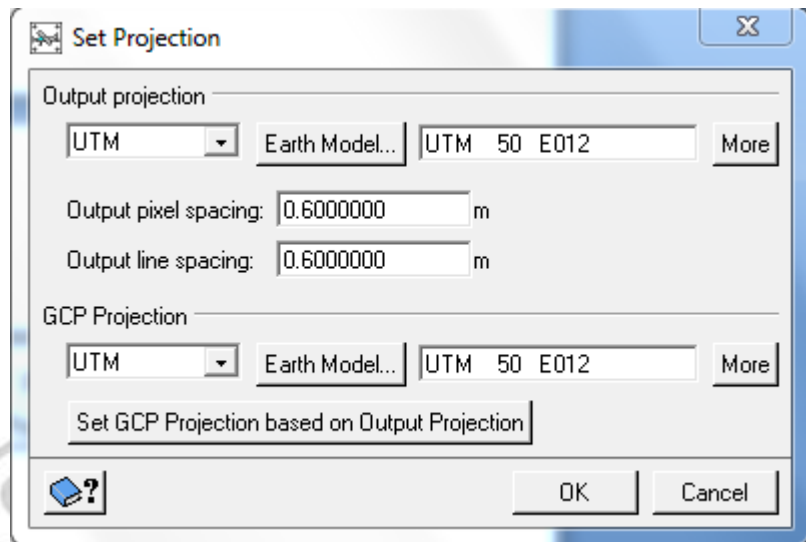 Set Projection
Output projection
UTM Earth Model... UTM 50 E012 More
Output pixel spacing: 0.6000000 m
Output line spacing: 0.6000000 m
GCP Projection
UTM Earth Model... UTM 50 E012 More
Set GCP Projection based on Output Projection
? OK Cancel